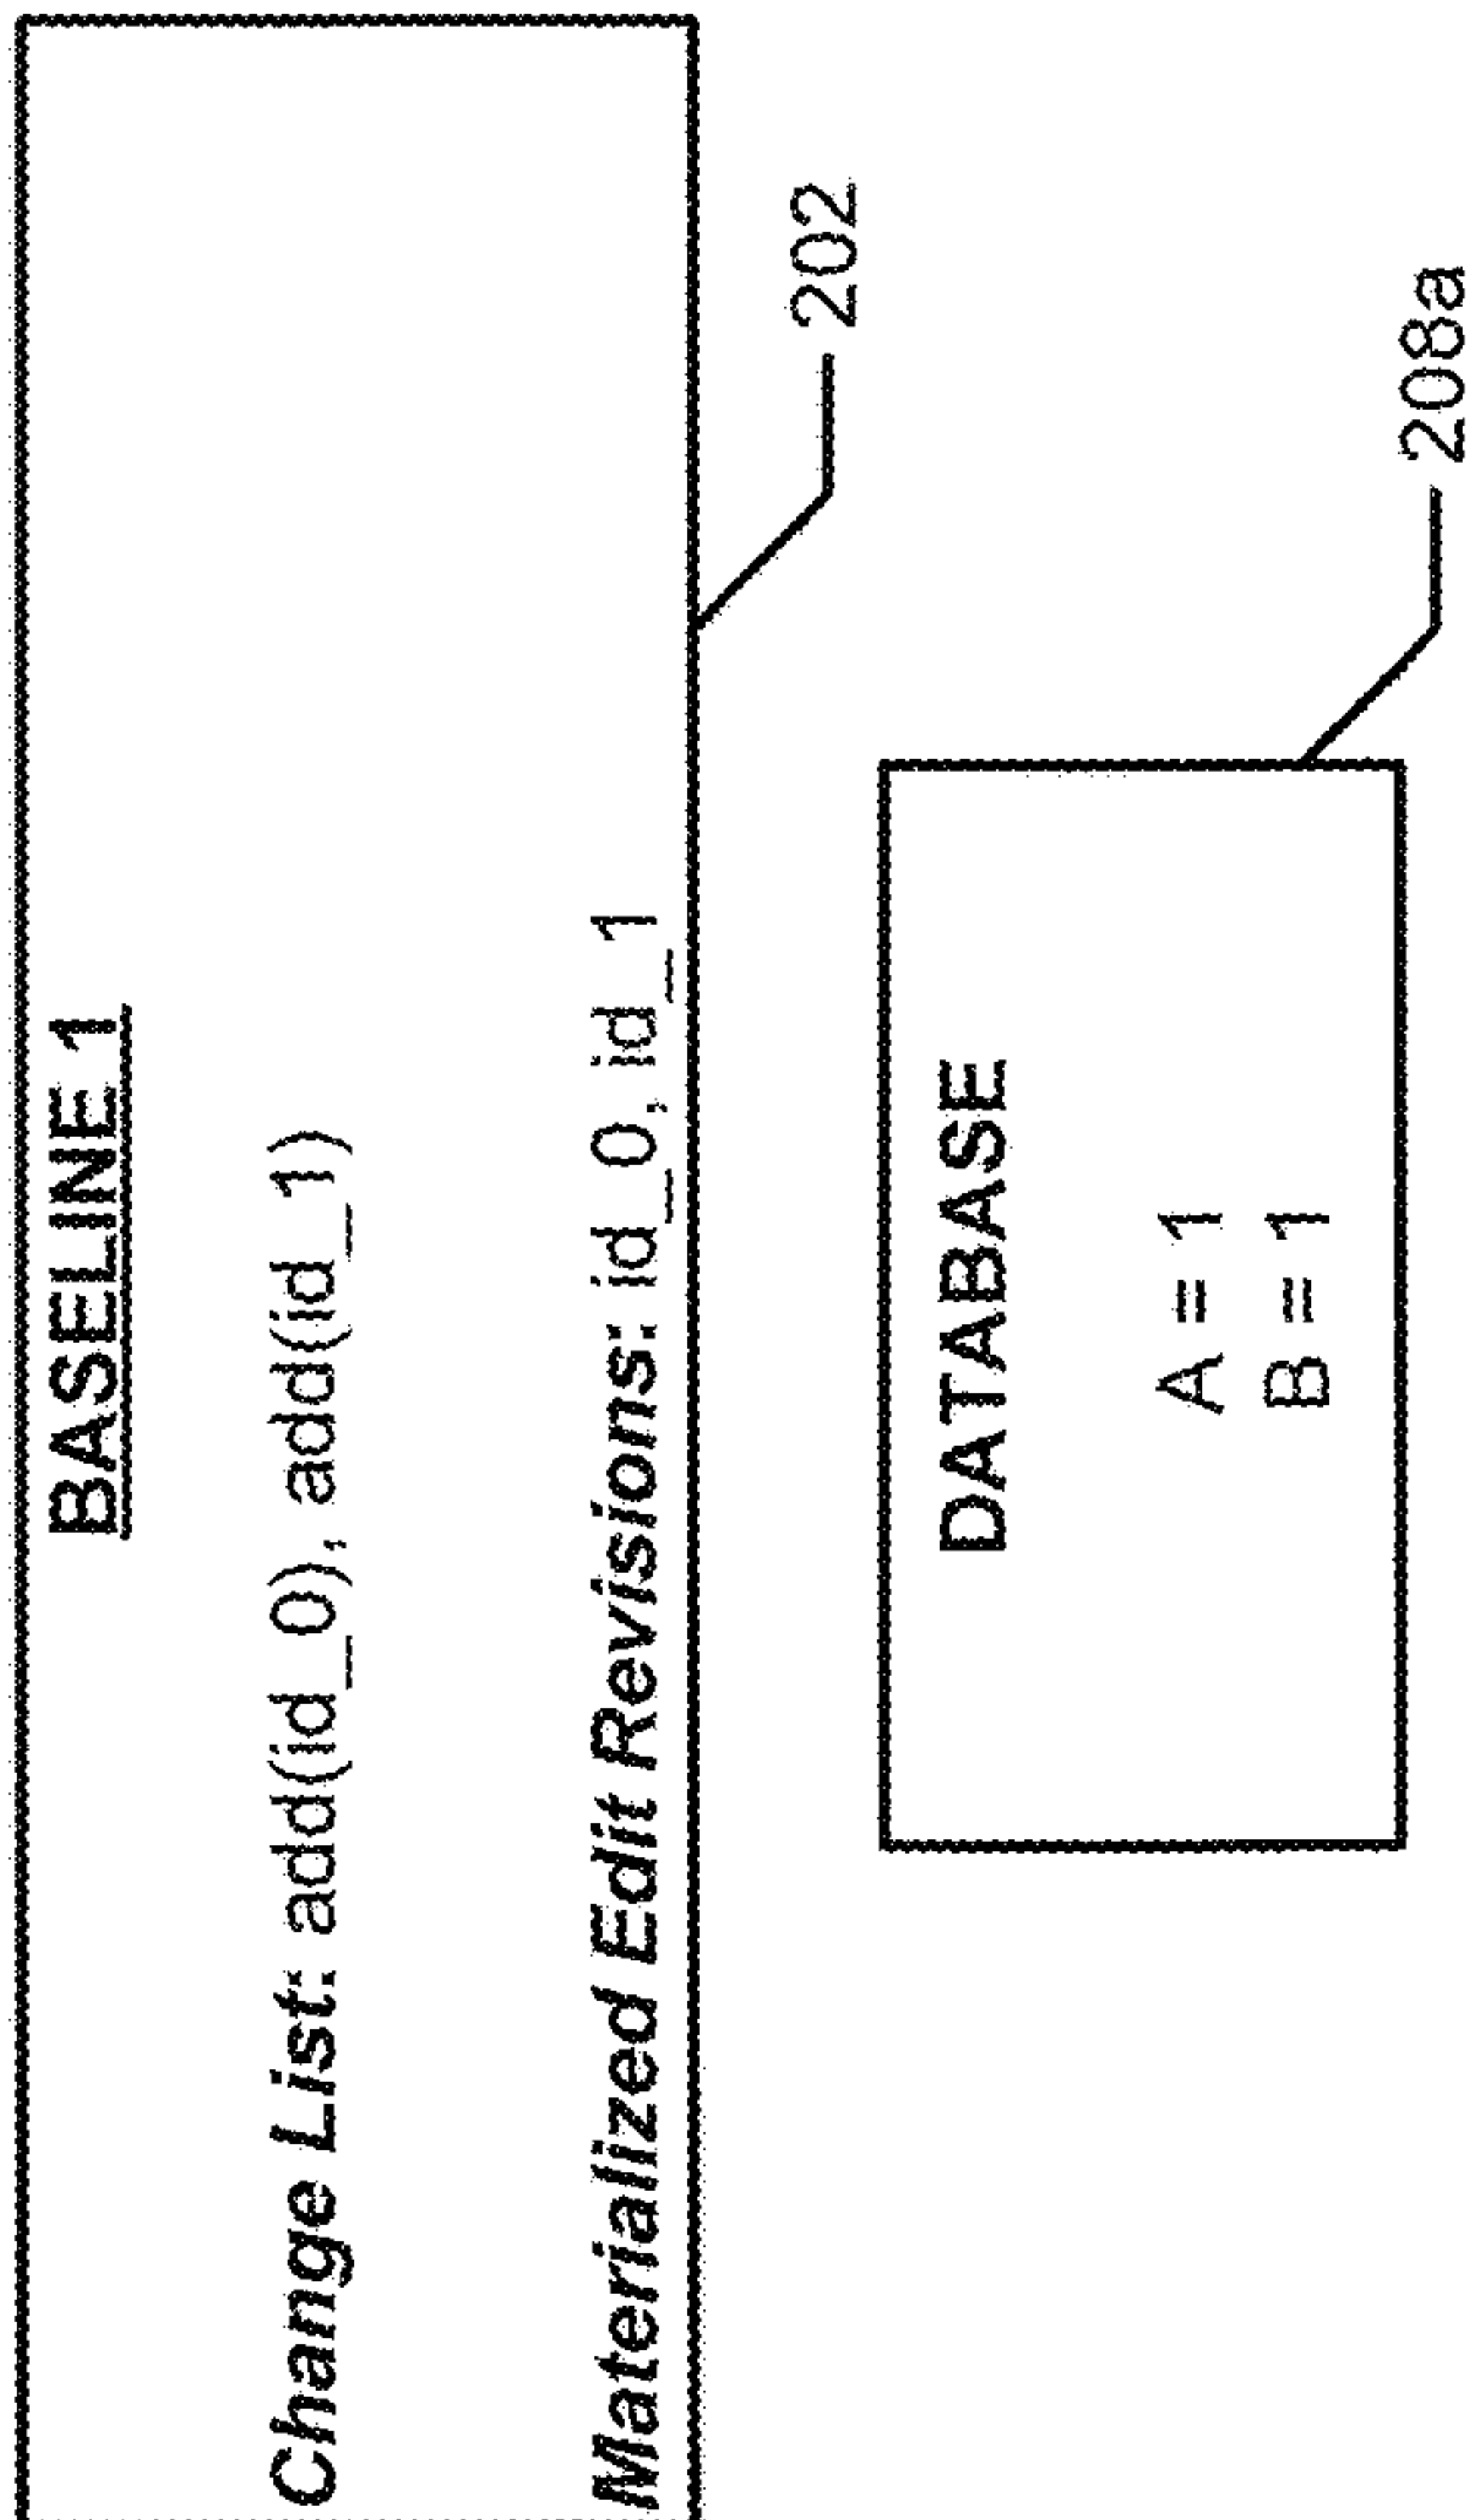 BASELINE 1
Change List: add(id_0), add(id_1)
Materialized Edit Revisions: id_0, id_1
202
DATABASE
A = 1
B = 1
208a